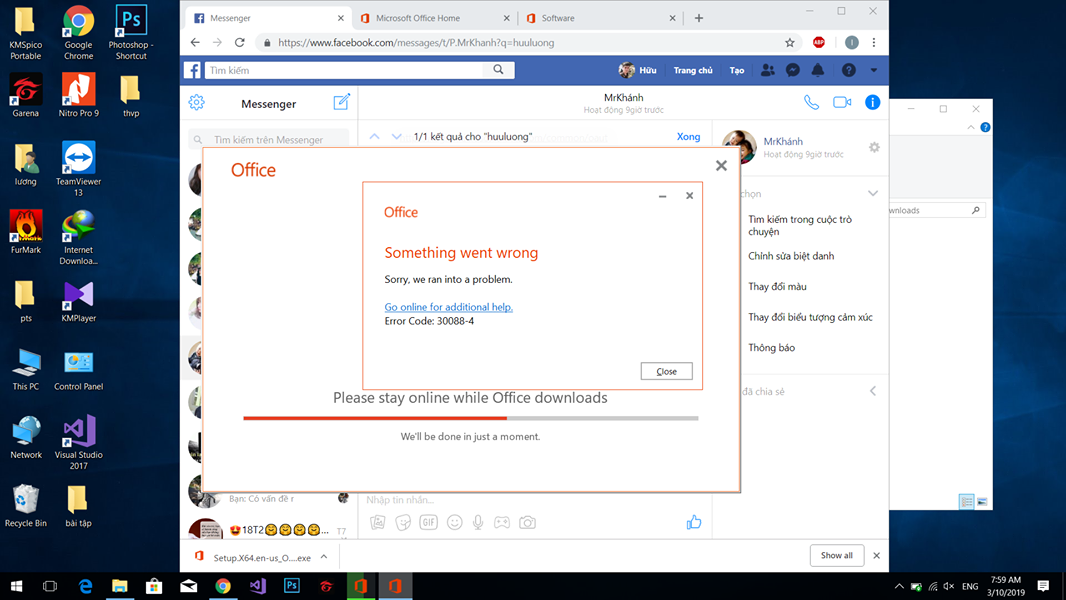 KMSpico
Portable
Google
Chrome
Photoshop -
Shortcut
Garena
Nitro Pro 9
thvp
lương
TeamViewer
13
FurMark
Internet
Downloa...
pts
KMPlayer
This PC
Control Panel
Network
Visual Studio
2017
Recycle Bin
bài tập
Messenger
Microsoft Office Home
Software
https://www.facebook.com/messages/t/P.MrKhanh?q=huuluong
ABP
I
Tìm kiếm
Hữu
Trang chủ
Tạo
Messenger
MrKhánh
Hoạt động 9giờ trước
Tìm kiếm trên Messenger
1/1 kết quả cho "huuluong"
Xong
MrKhánh
Hoạt động 9giờ trước
chọn
Tìm kiếm trong cuộc trò
chuyện
Chỉnh sửa biệt danh
Thay đổi màu
Thay đổi biểu tượng cảm xúc
Thông báo
đã chia sẻ
wnloads
Office
Office
Something went wrong
Sorry, we ran into a problem.
Go online for additional help.
Error Code: 30088-4
Close
Please stay online while Office downloads
We'll be done in just a moment.
Bạn: Có vấn đề r
18T2
T7
Nhập tin nhắn...
GIF
Setup.X64.en-us_O....exe
Show all
Ps
ENG
7:59 AM
3/10/2019